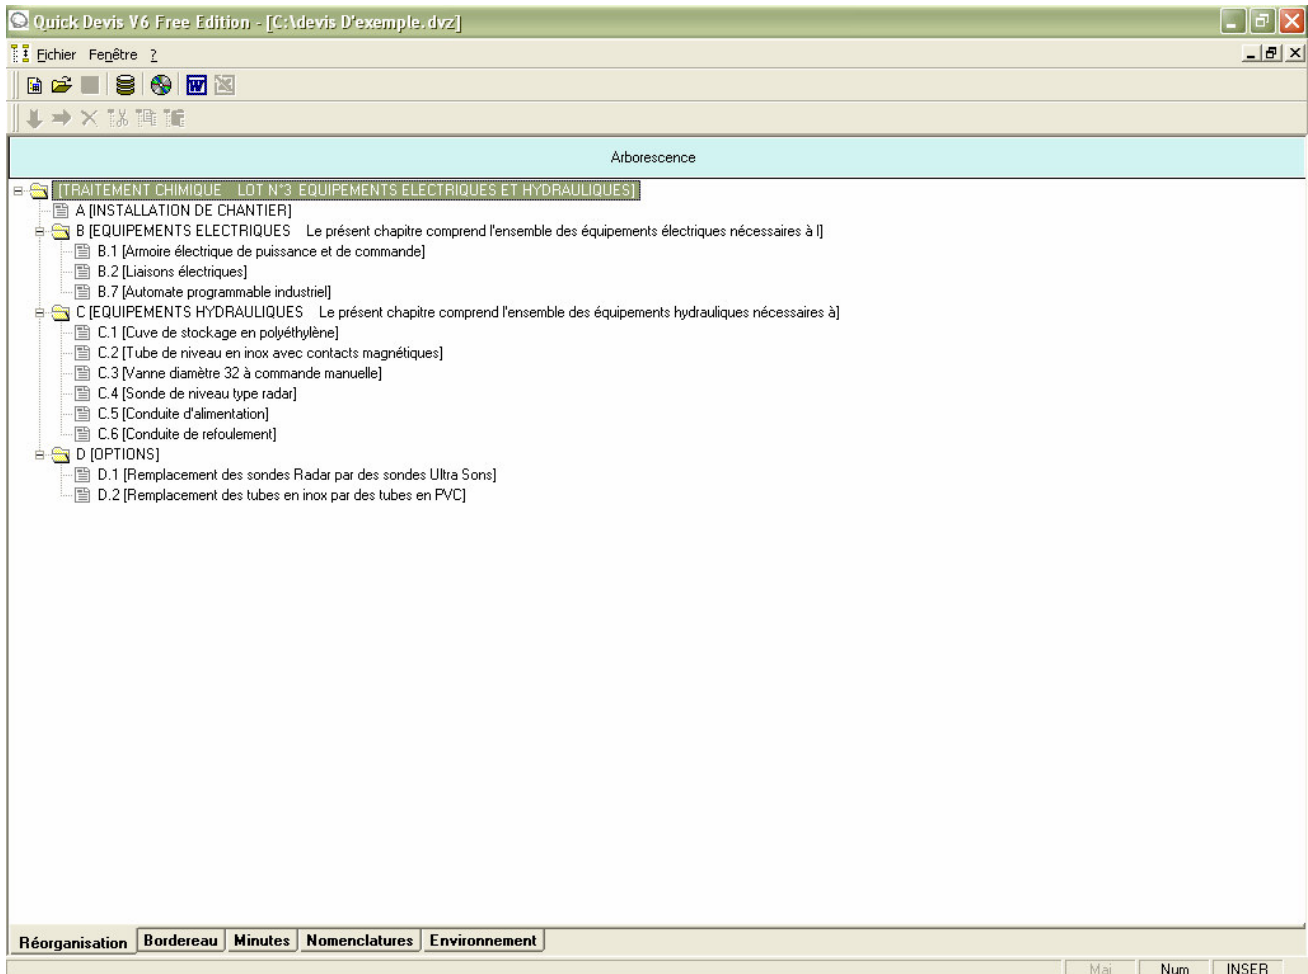 Quick Devis V6 Free Edition - [C:\devis D'exemple.dvz]
Fichier Fenêtre ?
Arborescence
[TRAITEMENT CHIMIQUE LOT N°3 EQUIPEMENTS ELECTRIQUES ET HYDRAULIQUES]
A [INSTALLATION DE CHANTIER]
B [EQUIPEMENTS ELECTRIQUES Le présent chapitre comprend l'ensemble des équipements électriques nécessaires à l]
B.1 [Armoire électrique de puissance et de commande]
B.2 [Liaisons électriques]
B.7 [Automate programmable industriel]
C [EQUIPEMENTS HYDRAULIQUES Le présent chapitre comprend l'ensemble des équipements hydrauliques nécessaires à]
C.1 [Cuve de stockage en polyéthylène]
C.2 [Tube de niveau en inox avec contacts magnétiques]
C.3 [Vanne diamètre 32 à commande manuelle]
C.4 [Sonde de niveau type radar]
C.5 [Conduite d'alimentation]
C.6 [Conduite de refoulement]
D [OPTIONS]
D.1 [Remplacement des sondes Radar par des sondes Ultra Sons]
D.2 [Remplacement des tubes en inox par des tubes en PVC]
Réorganisation Bordereau Minutes Nomenclatures Environnement
Maj Num INSER